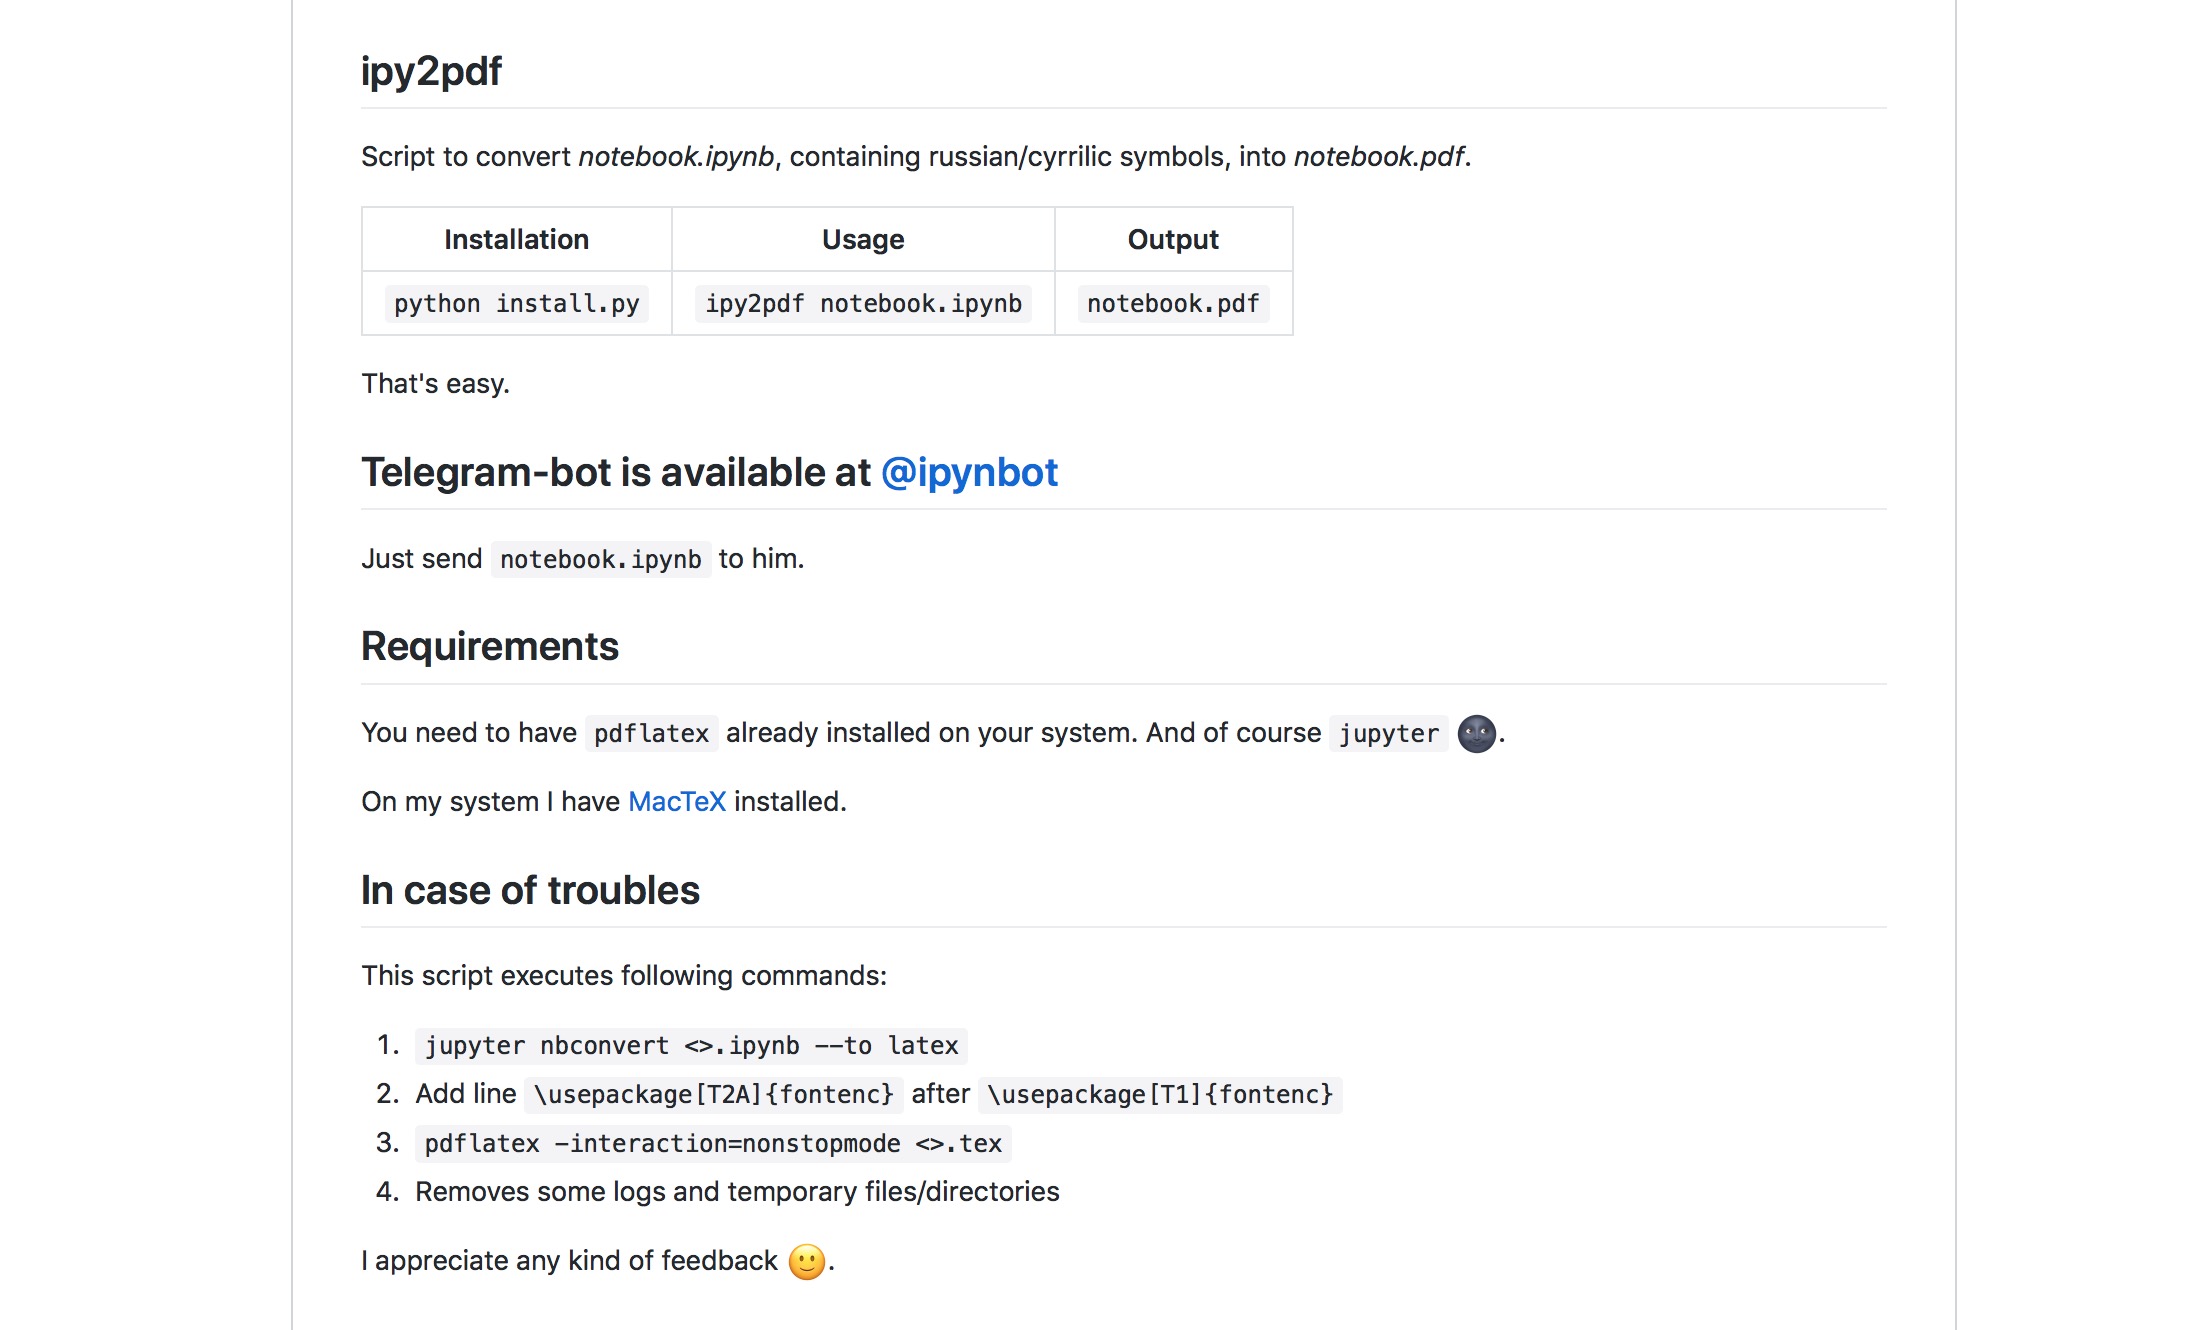 ipy2pdf
Script to convert notebook.ipynb, containing russian/cyrrilic symbols, into notebook.pdf.
Installation Usage Output
python install.py ipy2pdf notebook.ipynb notebook.pdf
That's easy.
Telegram-bot is available at @ipynbot
Just send notebook.ipynb to him.
Requirements
You need to have pdflatex already installed on your system. And of course jupyter 🌚.
On my system I have MacTeX installed.
In case of troubles
This script executes following commands:
1. jupyter nbconvert <>.ipynb --to latex
2. Add line \usepackage[T2A]{fontenc} after \usepackage[T1]{fontenc}
3. pdflatex -interaction=nonstopmode <>.tex
4. Removes some logs and temporary files/directories
I appreciate any kind of feedback 🙂.